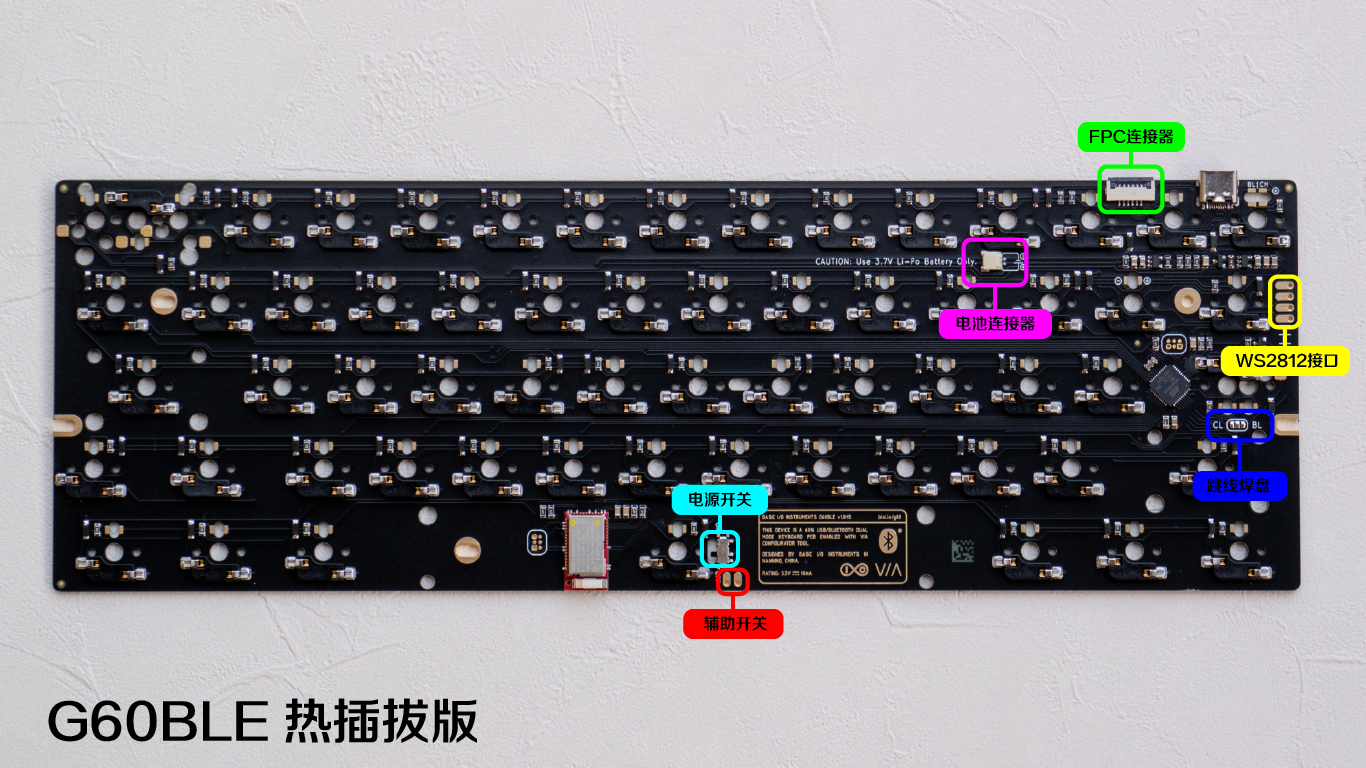 FPC连接器
BLICH
CAUTION: Use 3.7V Li-Po Battery Only.
电池连接器
WS2812接口
CL BL
跳线焊盘
电源开关
BASIC I/O INSTRUMENTS
THIS DEVICE IS A ANSI USB/BLUETOOTH DUAL
MODE KEYBOARD PCB ENABLED WITH VIA
CONFIGURATOR TOOL.
DESIGNED BY BASIC I/O INSTRUMENTS IN
NANNING, CHINA.
VIA
辅助开关
G60BLE 热插拔版